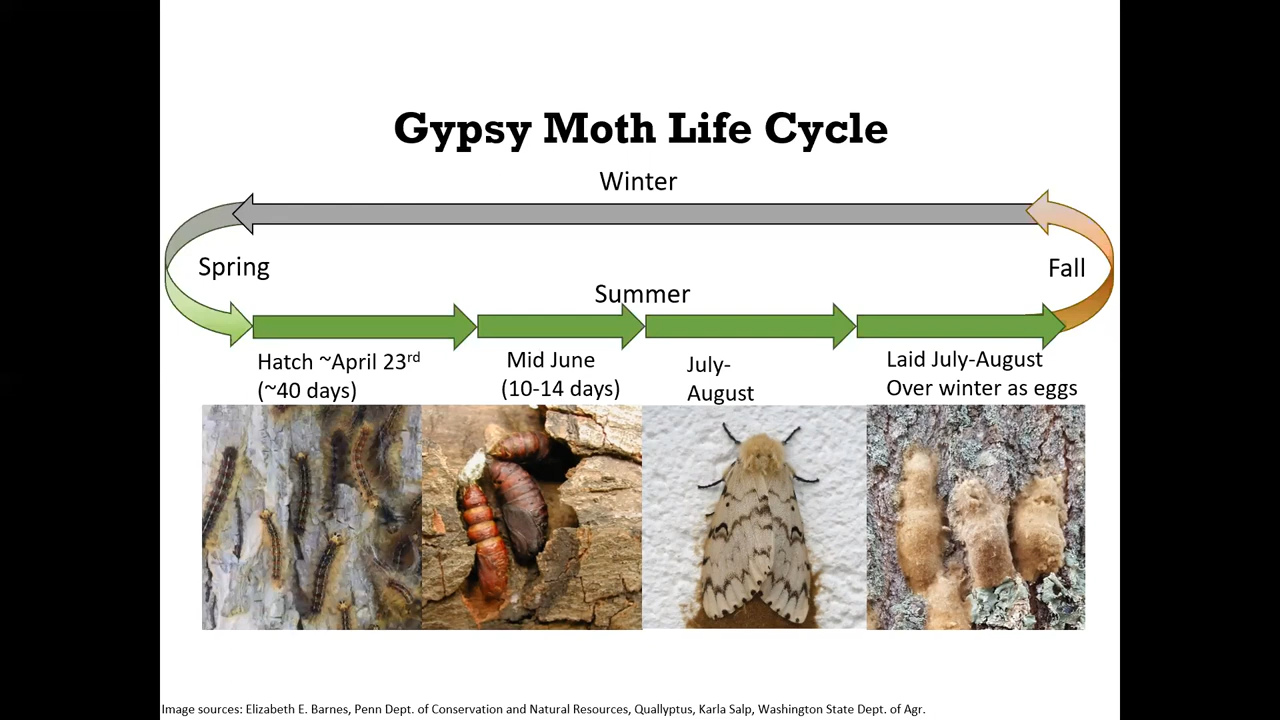 Gypsy Moth Life Cycle
Winter
Spring
Fall
Summer
Hatch ~April 23rd
(~40 days)
Mid June
(10-14 days)
July-
August
Laid July-August
Over winter as eggs
Image sources: Elizabeth E. Barnes, Penn Dept. of Conservation and Natural Resources, Quallyptus, Karla Salp, Washington State Dept. of Agr.